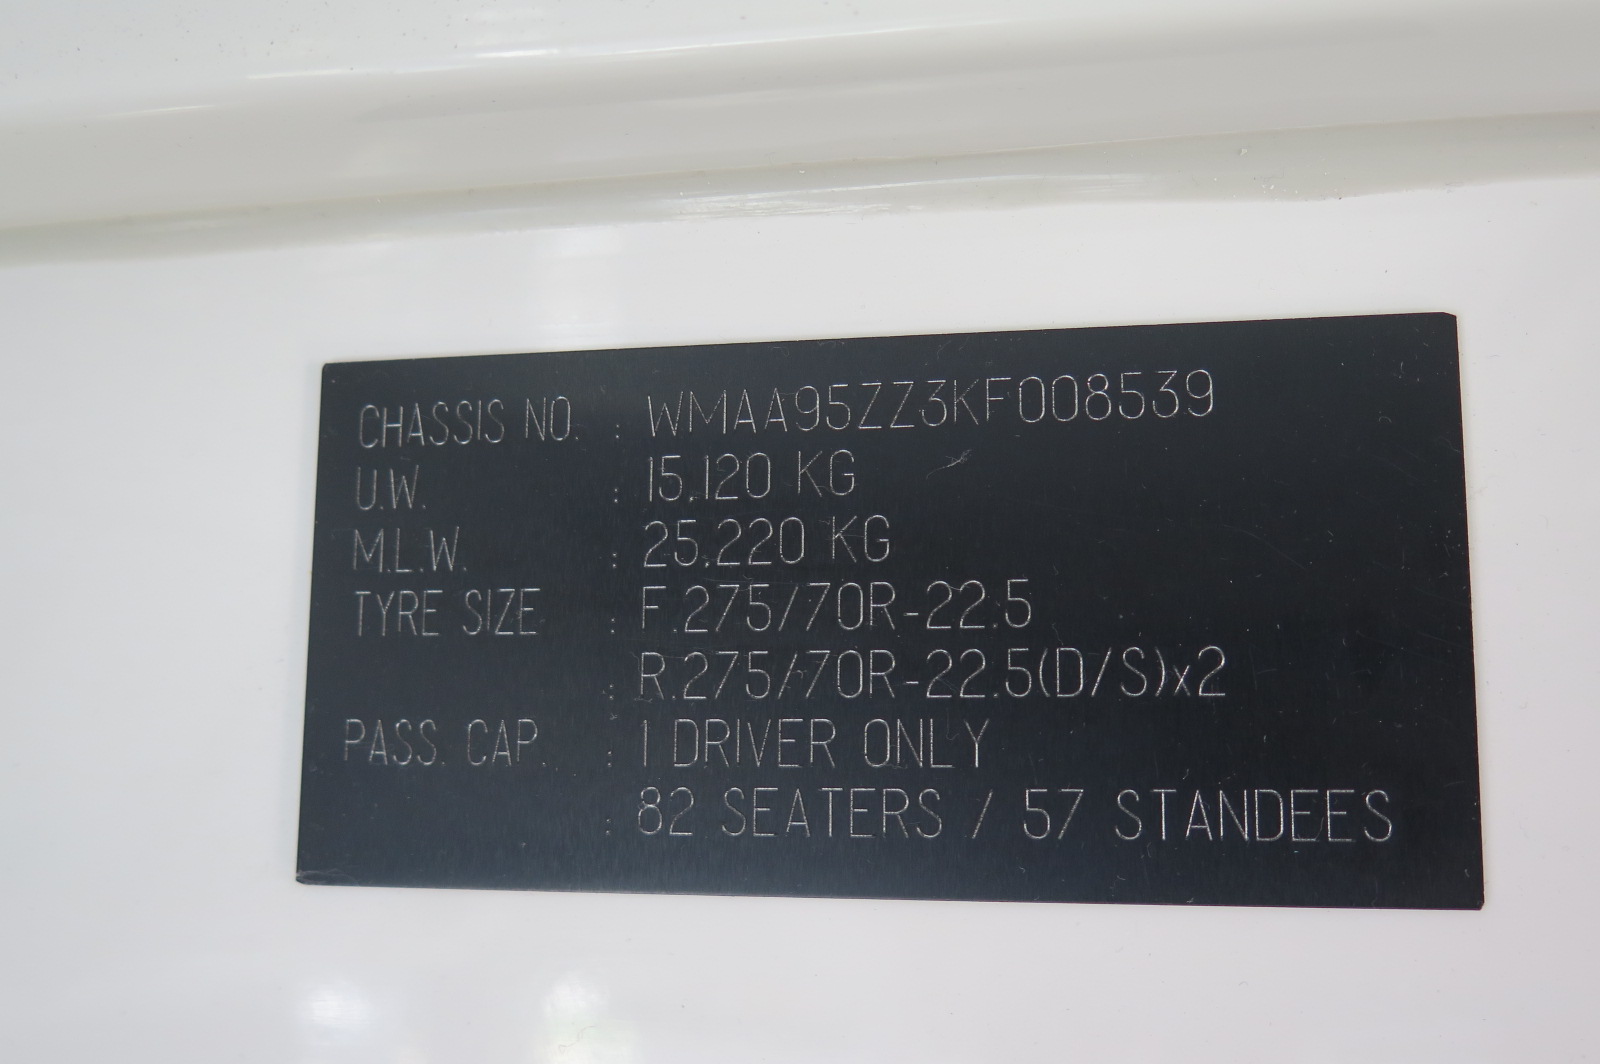 CHASSIS NO. : WMAA95ZZ3KF008539
U.W. : 15,120 KG
M.L.W. : 25,220 KG
TYRE SIZE : F.275/70R-22.5
: R.275/70R-22.5(D/S)x2
PASS. CAP. : 1 DRIVER ONLY
: 82 SEATERS / 57 STANDEES